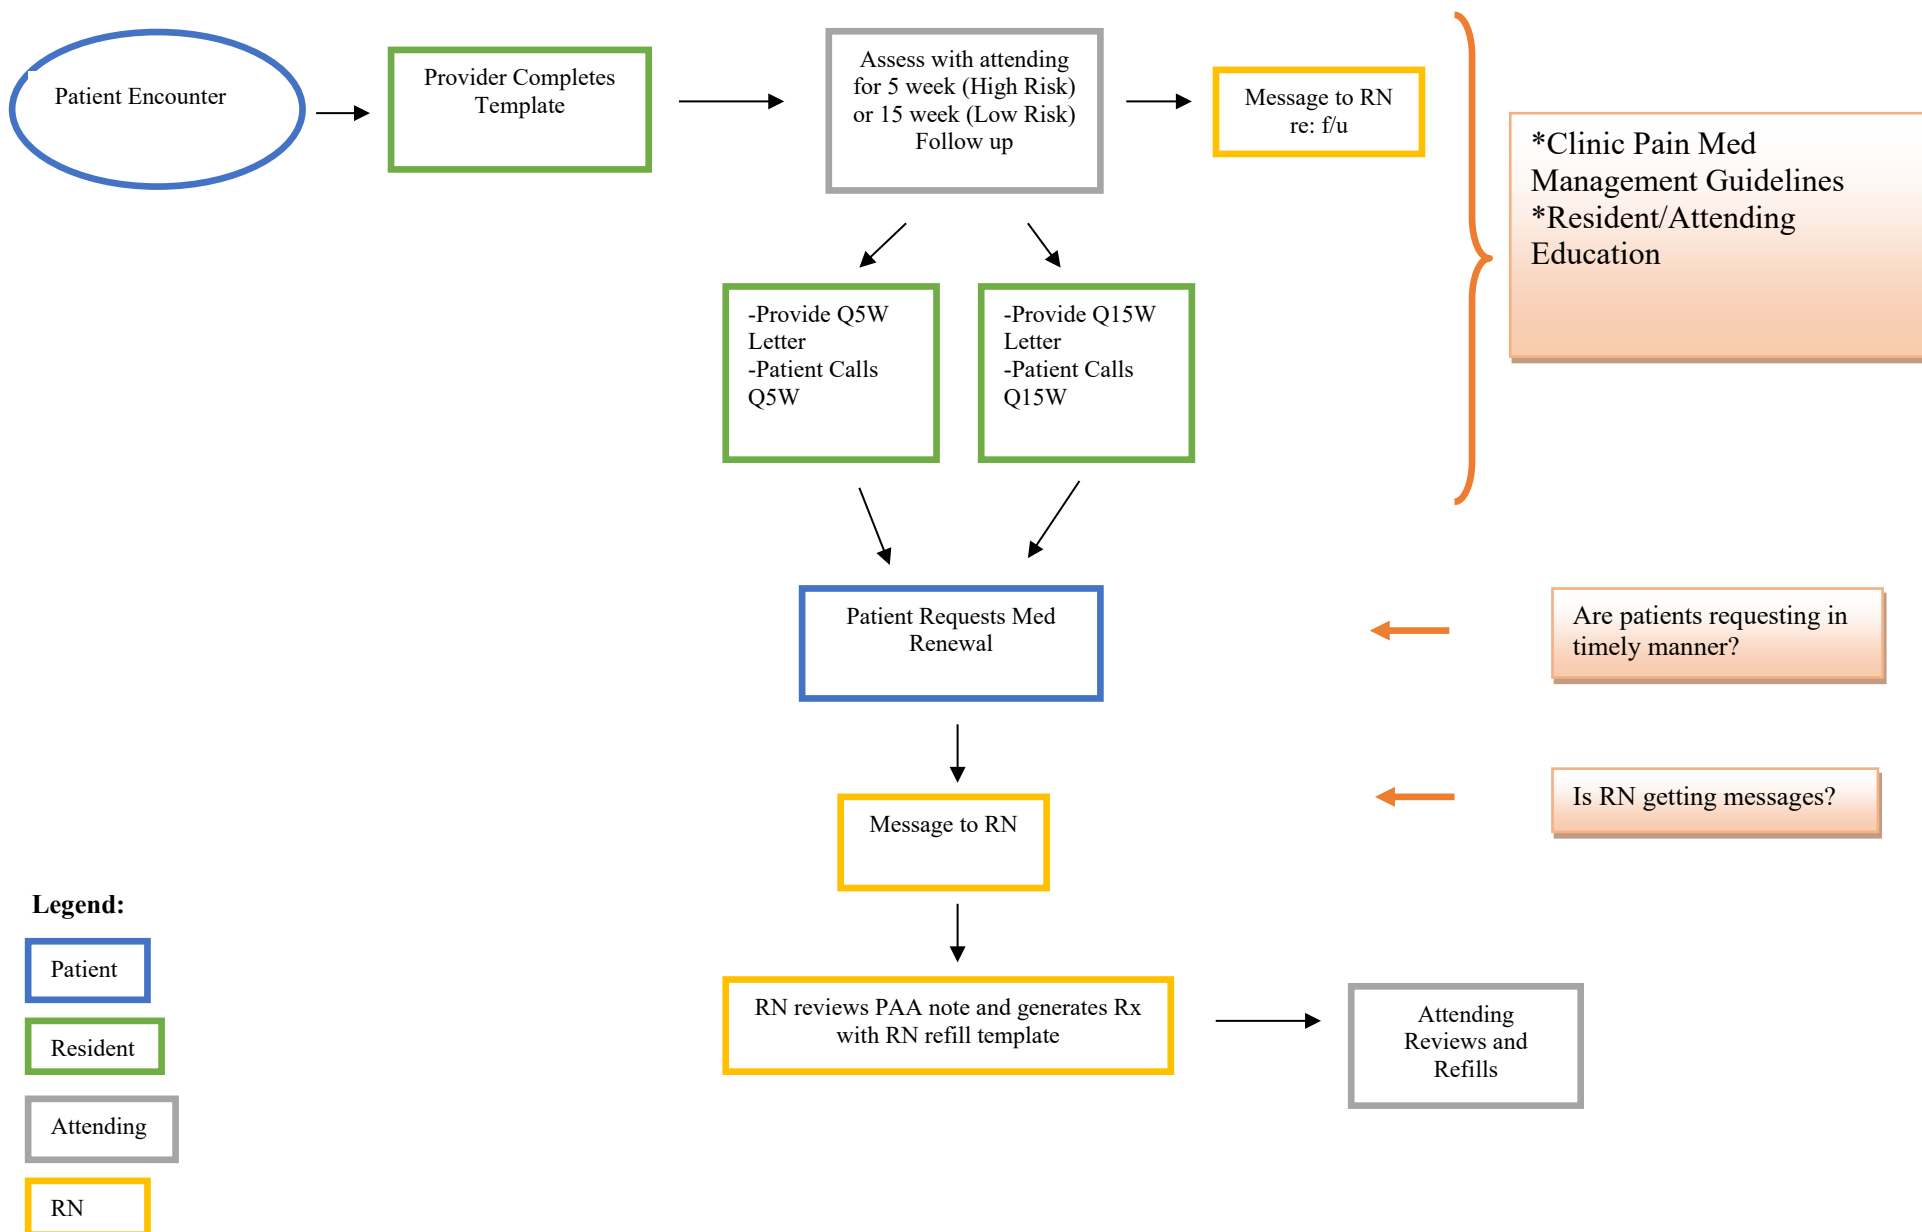 Patient Encounter
Provider Completes
Template
Assess with attending
for 5 week (High Risk)
or 15 week (Low Risk)
Follow up
Message to RN
re: f/u
*Clinic Pain Med
Management Guidelines
*Resident/Attending
Education
-Provide Q5W
Letter
-Patient Calls
Q5W
-Provide Q15W
Letter
-Patient Calls
Q15W
Patient Requests Med
Renewal
Are patients requesting in
timely manner?
Message to RN
Is RN getting messages?
RN reviews PAA note and generates Rx
with RN refill template
Attending
Reviews and
Refills
Legend:
Patient
Resident
Attending
RN